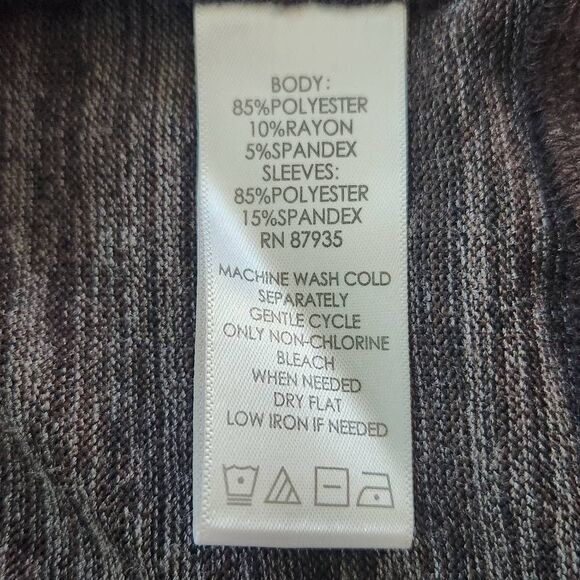 BODY:
85%POLYESTER
10%RAYON
5%SPANDEX
SLEEVES:
85%POLYESTER
15%SPANDEX
RN 87935
MACHINE WASH COLD
SEPARATELY
GENTLE CYCLE
ONLY NON-CHLORINE
BLEACH
WHEN NEEDED
DRY FLAT
LOW IRON IF NEEDED